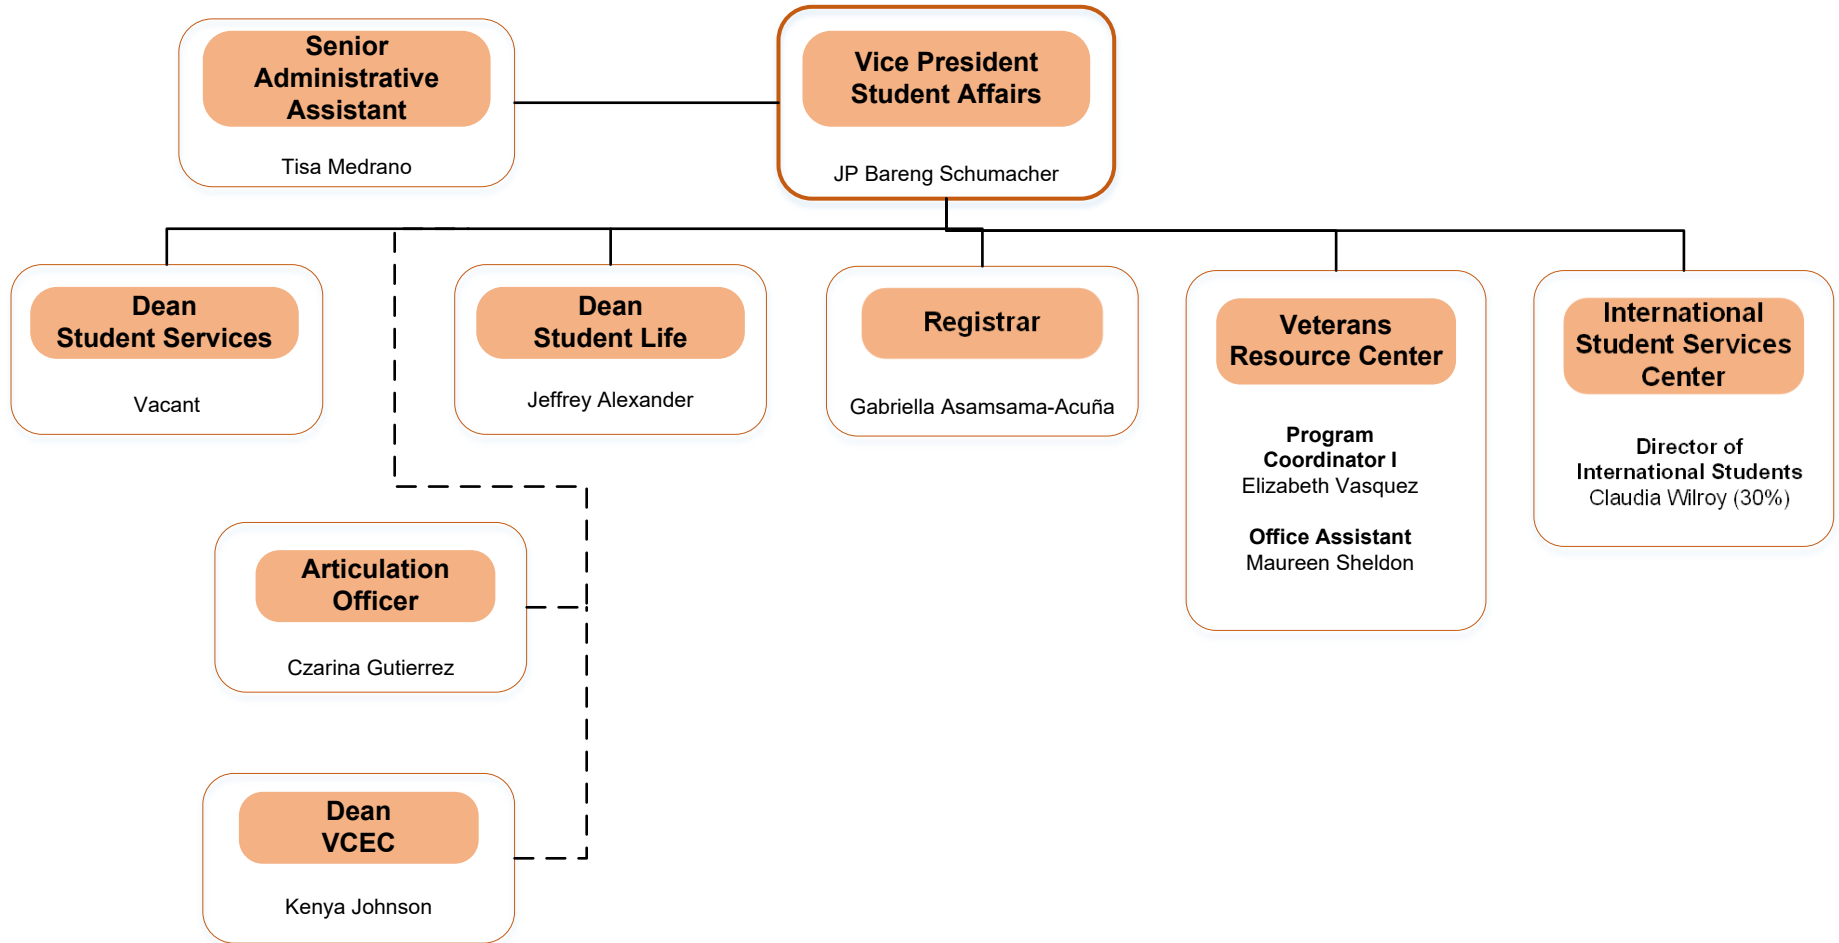 Senior
Administrative
Assistant
Tisa Medrano
Vice President
Student Affairs
JP Bareng Schumacher
Dean
Student Services
Vacant
Dean
Student Life
Jeffrey Alexander
Registrar
Gabriella Asamsama-Acuña
Veterans
Resource Center
Program
Coordinator I
Elizabeth Vasquez
Office Assistant
Maureen Sheldon
International
Student Services
Center
Director of
International Students
Claudia Wilroy (30%)
Articulation
Officer
Czarina Gutierrez
Dean
VCEC
Kenya Johnson